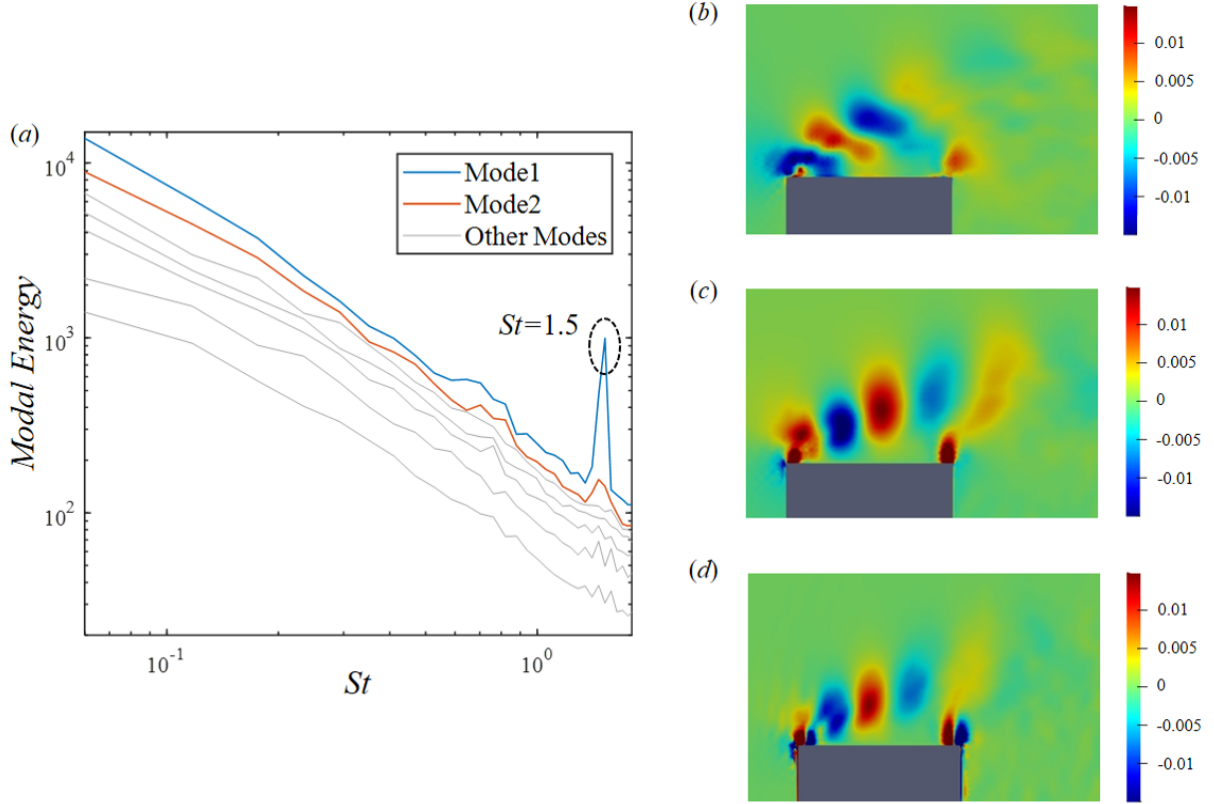 (a)
Modal Energy
10^4
10^3
10^2
10^-1
10^0
St
Mode1
Mode2
Other Modes
St=1.5
(b)
0.01
0.005
0
-0.005
-0.01
(c)
0.01
0.005
0
-0.005
-0.01
(d)
0.01
0.005
0
-0.005
-0.01